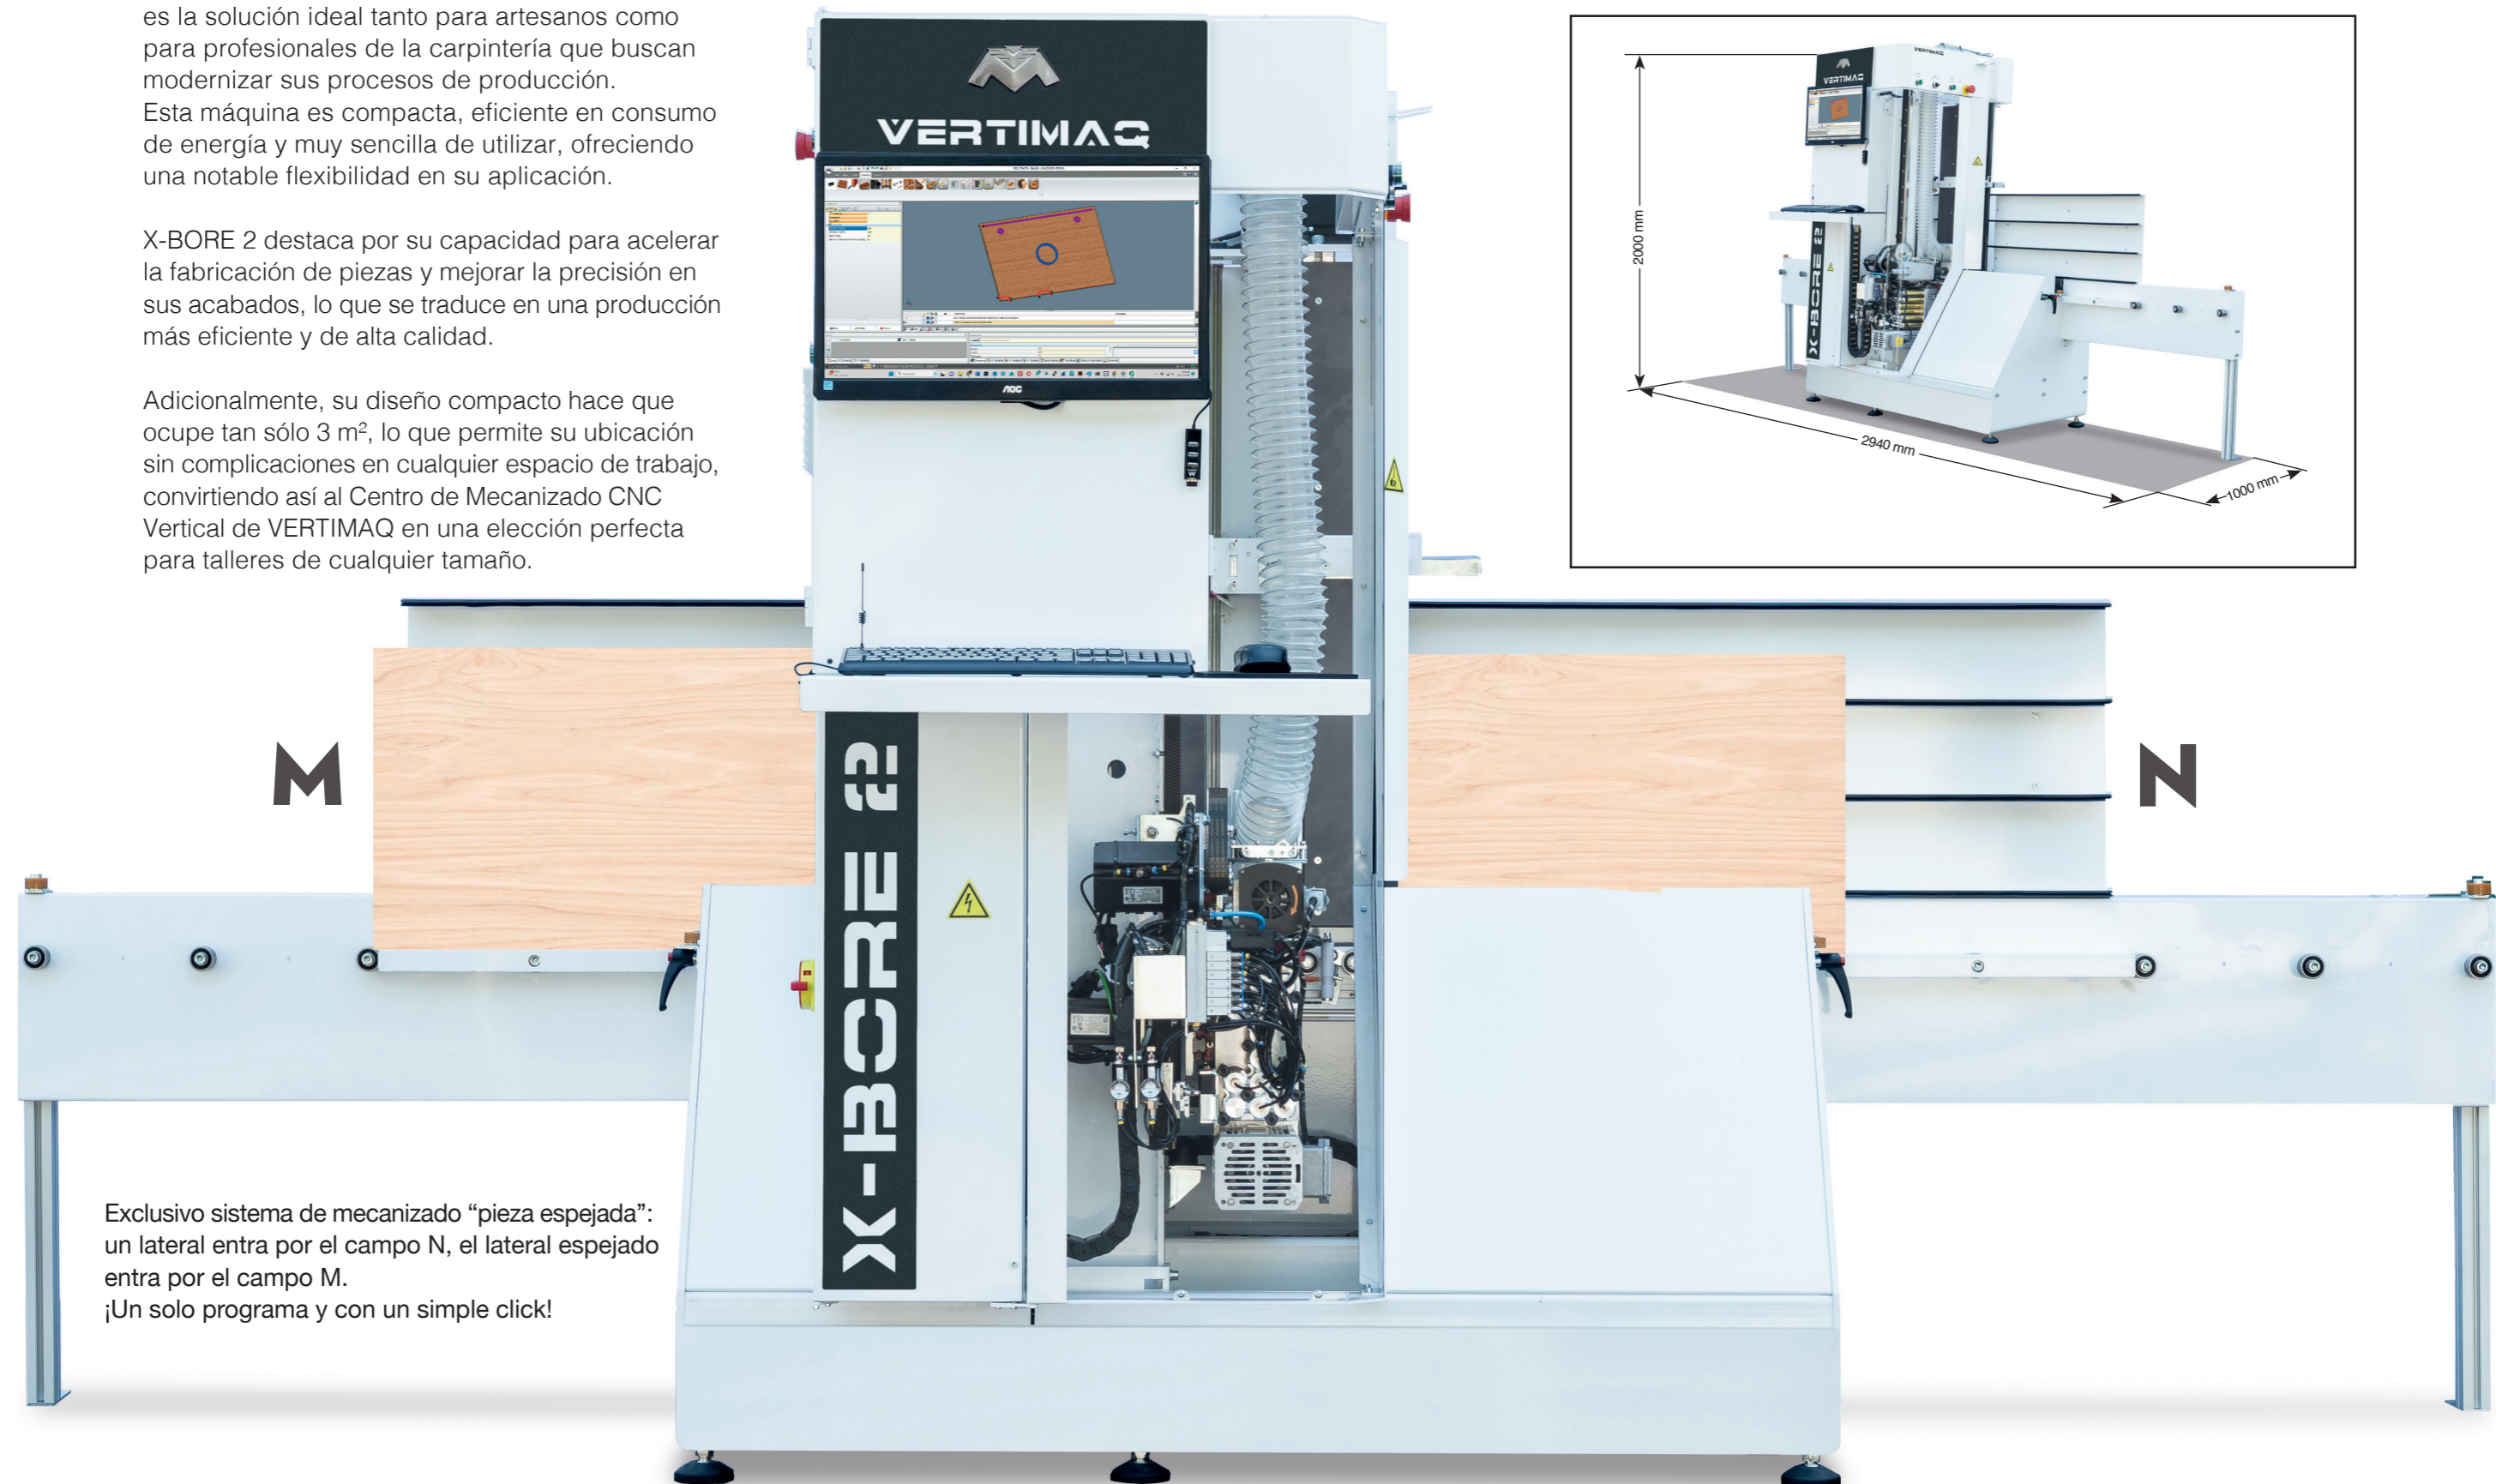 es la solución ideal tanto para artesanos como
para profesionales de la carpintería que buscan
modernizar sus procesos de producción.
Esta máquina es compacta, eficiente en consumo
de energía y muy sencilla de utilizar, ofreciendo
una notable flexibilidad en su aplicación.
X-BORE 2 destaca por su capacidad para acelerar
la fabricación de piezas y mejorar la precisión en
sus acabados, lo que se traduce en una producción
más eficiente y de alta calidad.
Adicionalmente, su diseño compacto hace que
ocupe tan sólo 3 m², lo que permite su ubicación
sin complicaciones en cualquier espacio de trabajo,
convirtiendo así al Centro de Mecanizado CNC
Vertical de VERTIMAQ en una elección perfecta
para talleres de cualquier tamaño.
VERTIMAQ
AOC
VERTIMAQ
VERTIMAQ
X-BORE 2
2000 mm
2940 mm
1000 mm
M
X-BORE 2
N
Exclusivo sistema de mecanizado “pieza espejada”:
un lateral entra por el campo N, el lateral espejado
entra por el campo M.
¡Un solo programa y con un simple click!